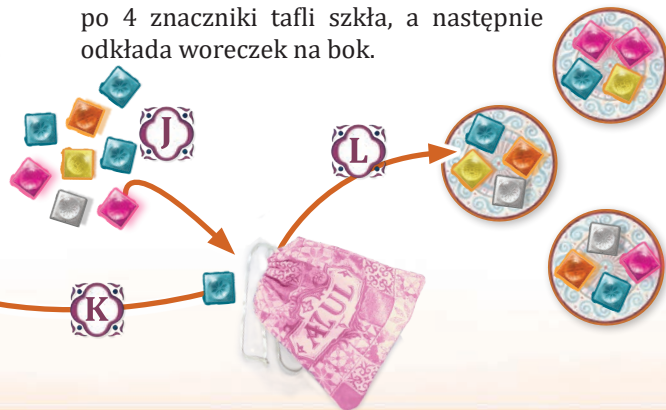 po 4 znaczniki tafli szkła, a następnie
odkłada woreczek na bok.
J
L
K
AZUL